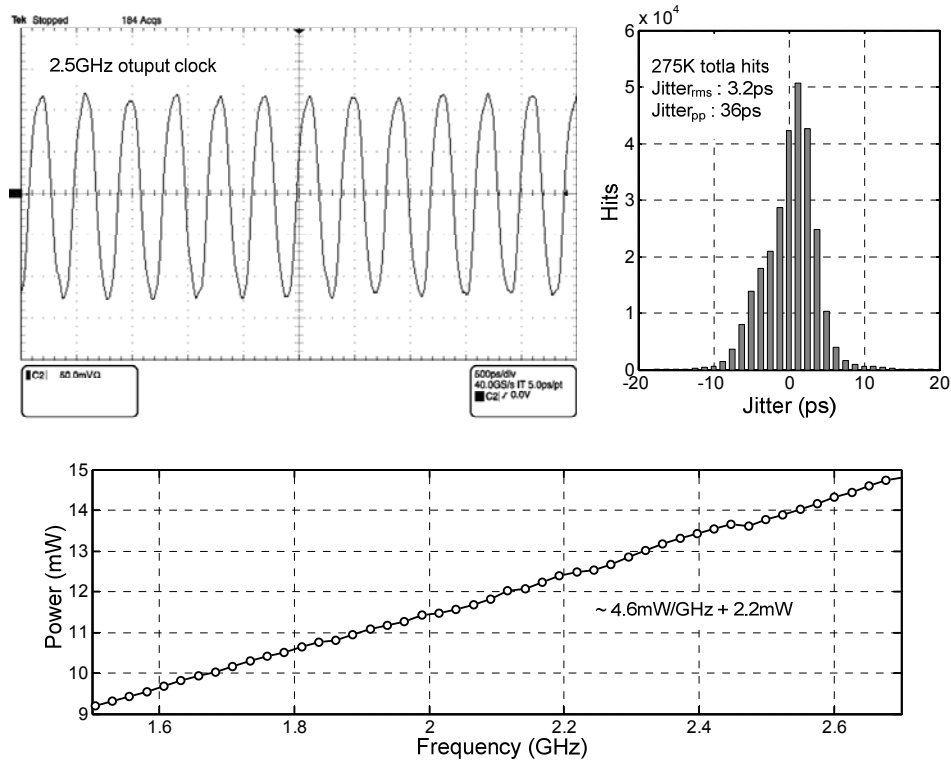 Tek Stopped 184 Acqs
2.5GHz otuput clock
C2 50.0mVΩ
500ps/div
40.0GS/s IT 5.0ps/pt
C2 / 0.0V
x 10⁴
275K totla hits
Jitterrms : 3.2ps
Jitterpp : 36ps
Hits
6
5
4
3
2
1
0
-20 -10 0 10 20
Jitter (ps)
Power (mW)
15
14
13
12
11
10
9
~ 4.6mW/GHz + 2.2mW
1.6 1.8 2 2.2 2.4 2.6
Frequency (GHz)